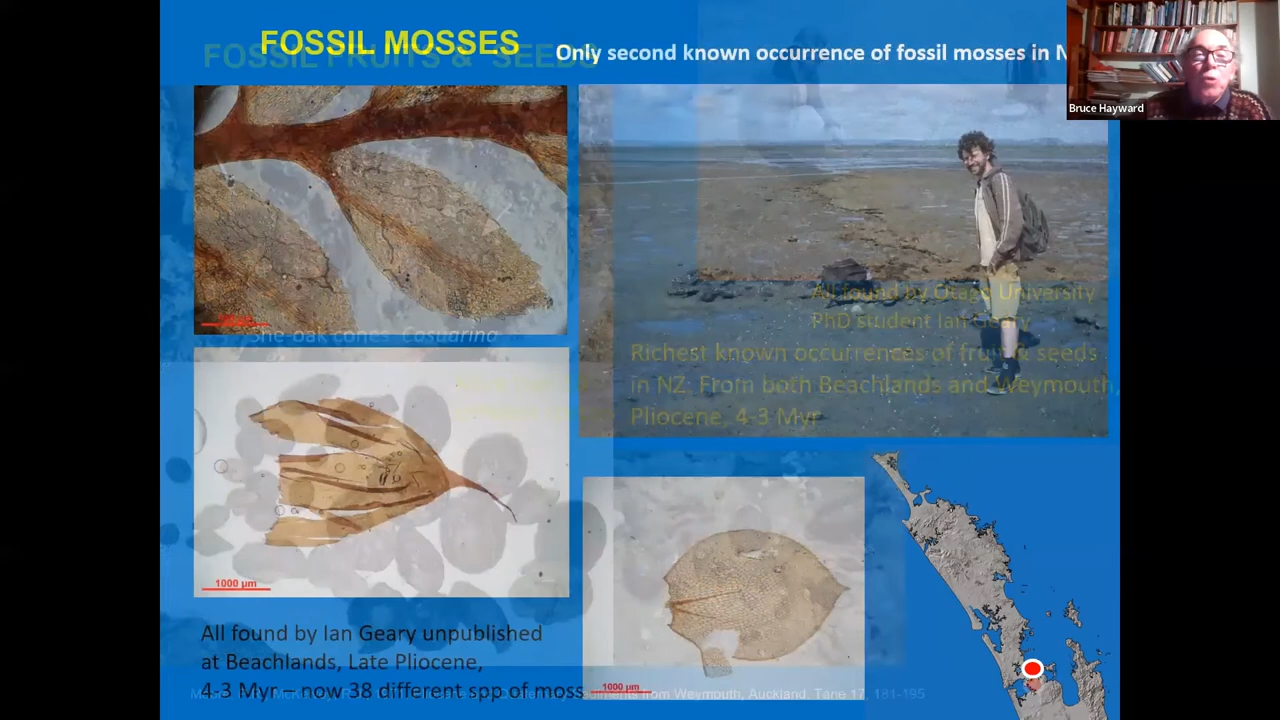 FOSSIL MOSSES
FOSSIL FRUITS & SEEDS
Only second known occurrence of fossil mosses in N
Bruce Hayward
She-oak cones Casuarina
All found by Otago University
PhD student Ian Geary
Richest known occurrences of fruit & seeds
in NZ: From both Beachlands and Weymouth,
Pliocene, 4-3 Myr
1000 µm
All found by Ian Geary unpublished
at Beachlands, Late Pliocene,
4-3 Myr – now 38 different spp of moss
1000 µm
sediments from Weymouth, Auckland. Tane 17, 181-195